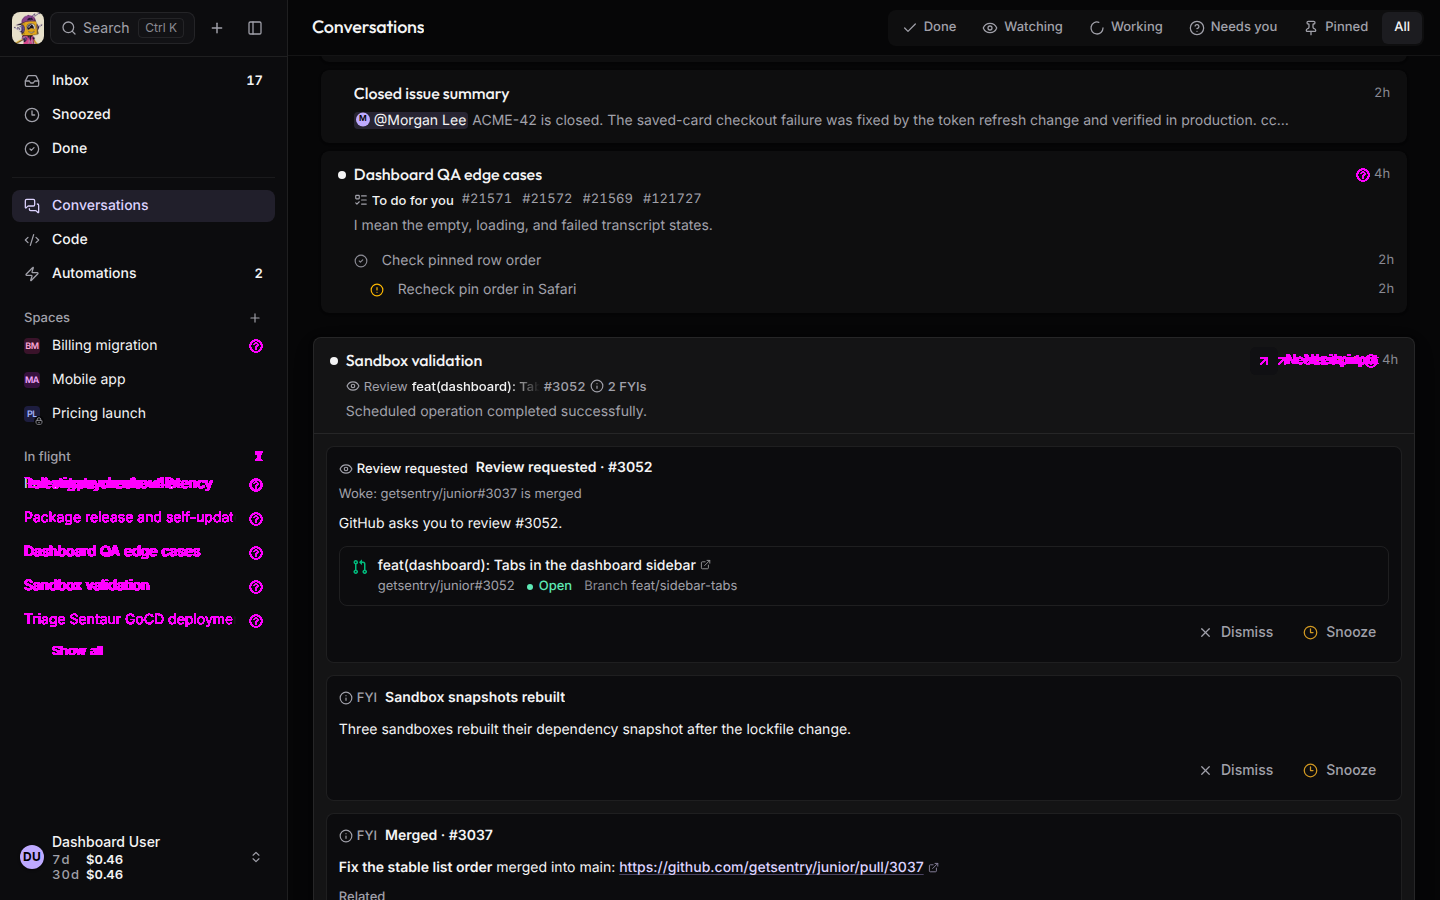 Search Ctrl K
Inbox 17
Snoozed
Done
Conversations
Code
Automations 2
Spaces
BM Billing migration
MA Mobile app
PL Pricing launch
In flight
Package release and self-updat
Dashboard QA edge cases
Sandbox validation
Triage Sentaur GoCD deployme
Show all
DU Dashboard User
7d $0.46
30d $0.46
Conversations
Done Watching Working Needs you Pinned All
Closed issue summary 2h
M @Morgan Lee ACME-42 is closed. The saved-card checkout failure was fixed by the token refresh change and verified in production. cc...
Dashboard QA edge cases 4h
To do for you #21571 #21572 #21569 #121727
I mean the empty, loading, and failed transcript states.
Check pinned row order 2h
Recheck pin order in Safari 2h
Sandbox validation 4h
Review feat(dashboard): Tal #3052 2 FYIs
Scheduled operation completed successfully.
Review requested Review requested · #3052
Woke: getsentry/junior#3037 is merged
GitHub asks you to review #3052.
feat(dashboard): Tabs in the dashboard sidebar
getsentry/junior#3052 Open Branch feat/sidebar-tabs
Dismiss Snooze
FYI Sandbox snapshots rebuilt
Three sandboxes rebuilt their dependency snapshot after the lockfile change.
Dismiss Snooze
FYI Merged · #3037
Fix the stable list order merged into main: https://github.com/getsentry/junior/pull/3037
Related